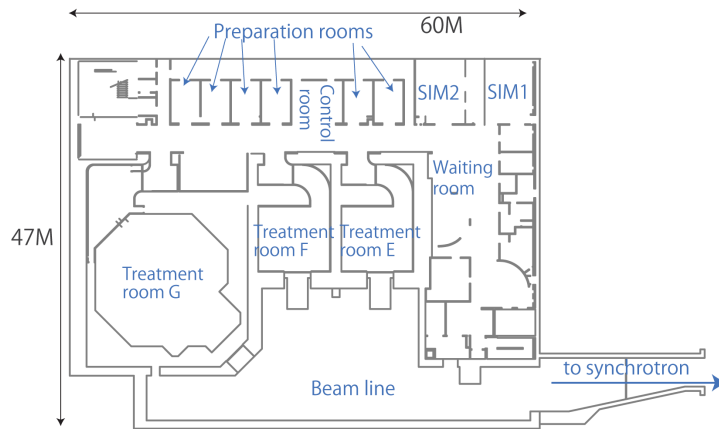 60M
Preparation rooms
SIM2
SIM1
Control
room
Waiting
room
47M
Treatment
room F
Treatment
room E
Treatment
room G
to synchrotron
Beam line